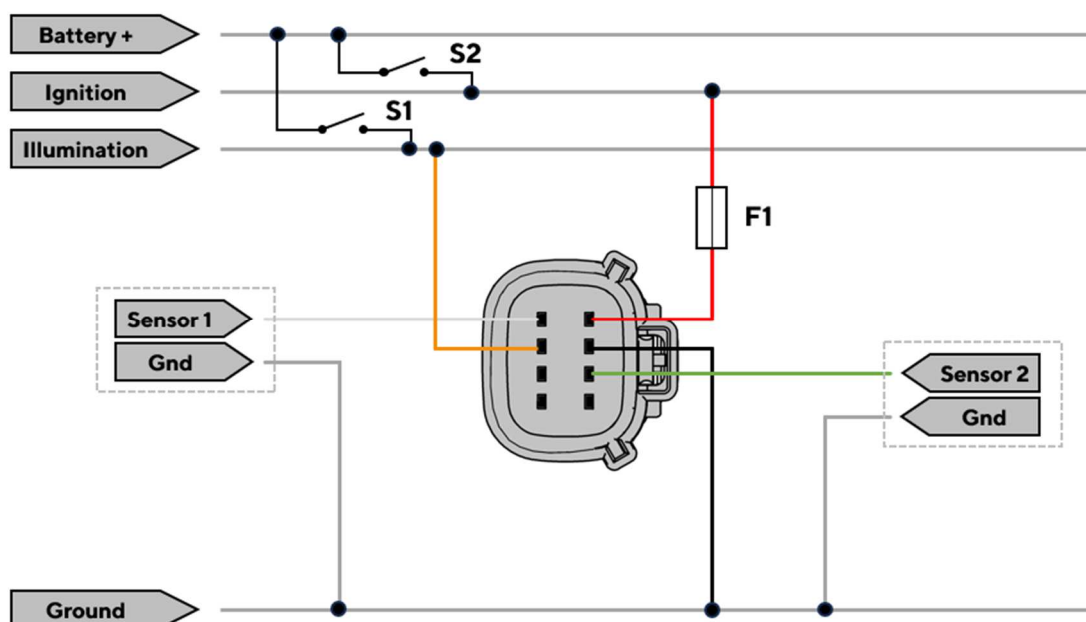 Battery +
S2
Ignition
S1
Illumination
F1
Sensor 1
Gnd
Sensor 2
Gnd
Ground